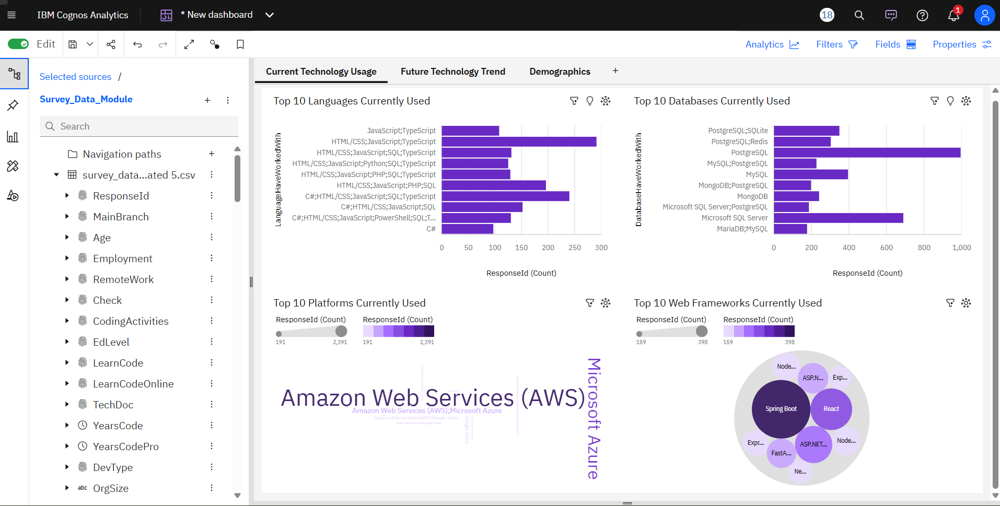 IBM Cognos Analytics
* New dashboard
18
1
Edit
Analytics
Filters
Fields
Properties
Selected sources /
Survey_Data_Module
Search
Navigation paths
survey_data...ated 5.csv
ResponseId
MainBranch
Age
Employment
RemoteWork
Check
CodingActivities
EdLevel
LearnCode
LearnCodeOnline
TechDoc
YearsCode
YearsCodePro
DevType
abc OrgSize
Current Technology Usage
Future Technology Trend
Demographics
Top 10 Languages Currently Used
LanguageHaveWorkedWith
JavaScript;TypeScript
HTML/CSS;JavaScript;TypeScript
HTML/CSS;JavaScript;SQL;TypeScript
HTML/CSS;JavaScript;Python;SQL;TypeScript
HTML/CSS;JavaScript;PHP;SQL;TypeScript
HTML/CSS;JavaScript;PHP;SQL
C#;HTML/CSS;JavaScript;SQL;TypeScript
C#;HTML/CSS;JavaScript;SQL
C#;HTML/CSS;JavaScript;PowerShell;SQL;T...
C#
0 50 100 150 200 250 300
ResponseId (Count)
Top 10 Databases Currently Used
DatabaseHaveWorkedWith
PostgreSQL;SQLite
PostgreSQL;Redis
PostgreSQL
MySQL;PostgreSQL
MySQL
MongoDB;PostgreSQL
MongoDB
Microsoft SQL Server;PostgreSQL
Microsoft SQL Server
MariaDB;MySQL
0 200 400 600 800 1,000
ResponseId (Count)
Top 10 Platforms Currently Used
ResponseId (Count)
191 2,391
ResponseId (Count)
191 2,391
Amazon Web Services (AWS)
Microsoft Azure
Amazon Web Services (AWS);Microsoft Azure
Amazon Web Services (AWS);Google Cloud
Google Cloud
Top 10 Web Frameworks Currently Used
ResponseId (Count)
159 398
ResponseId (Count)
159 398
Node...
ASP.N...
Exp...
Spring Boot
React
Expr...
FastA...
ASP.NET...
Node...
Ne...